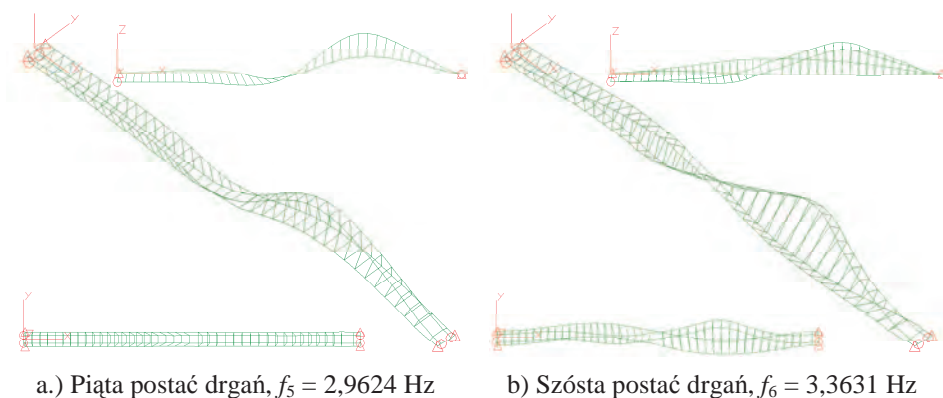 Y
Z
X
X
Y
Z
X
X
Y
X
Y
X
a.) Piąta postać drgań, f5 = 2,9624 Hz
b) Szósta postać drgań, f6 = 3,3631 Hz